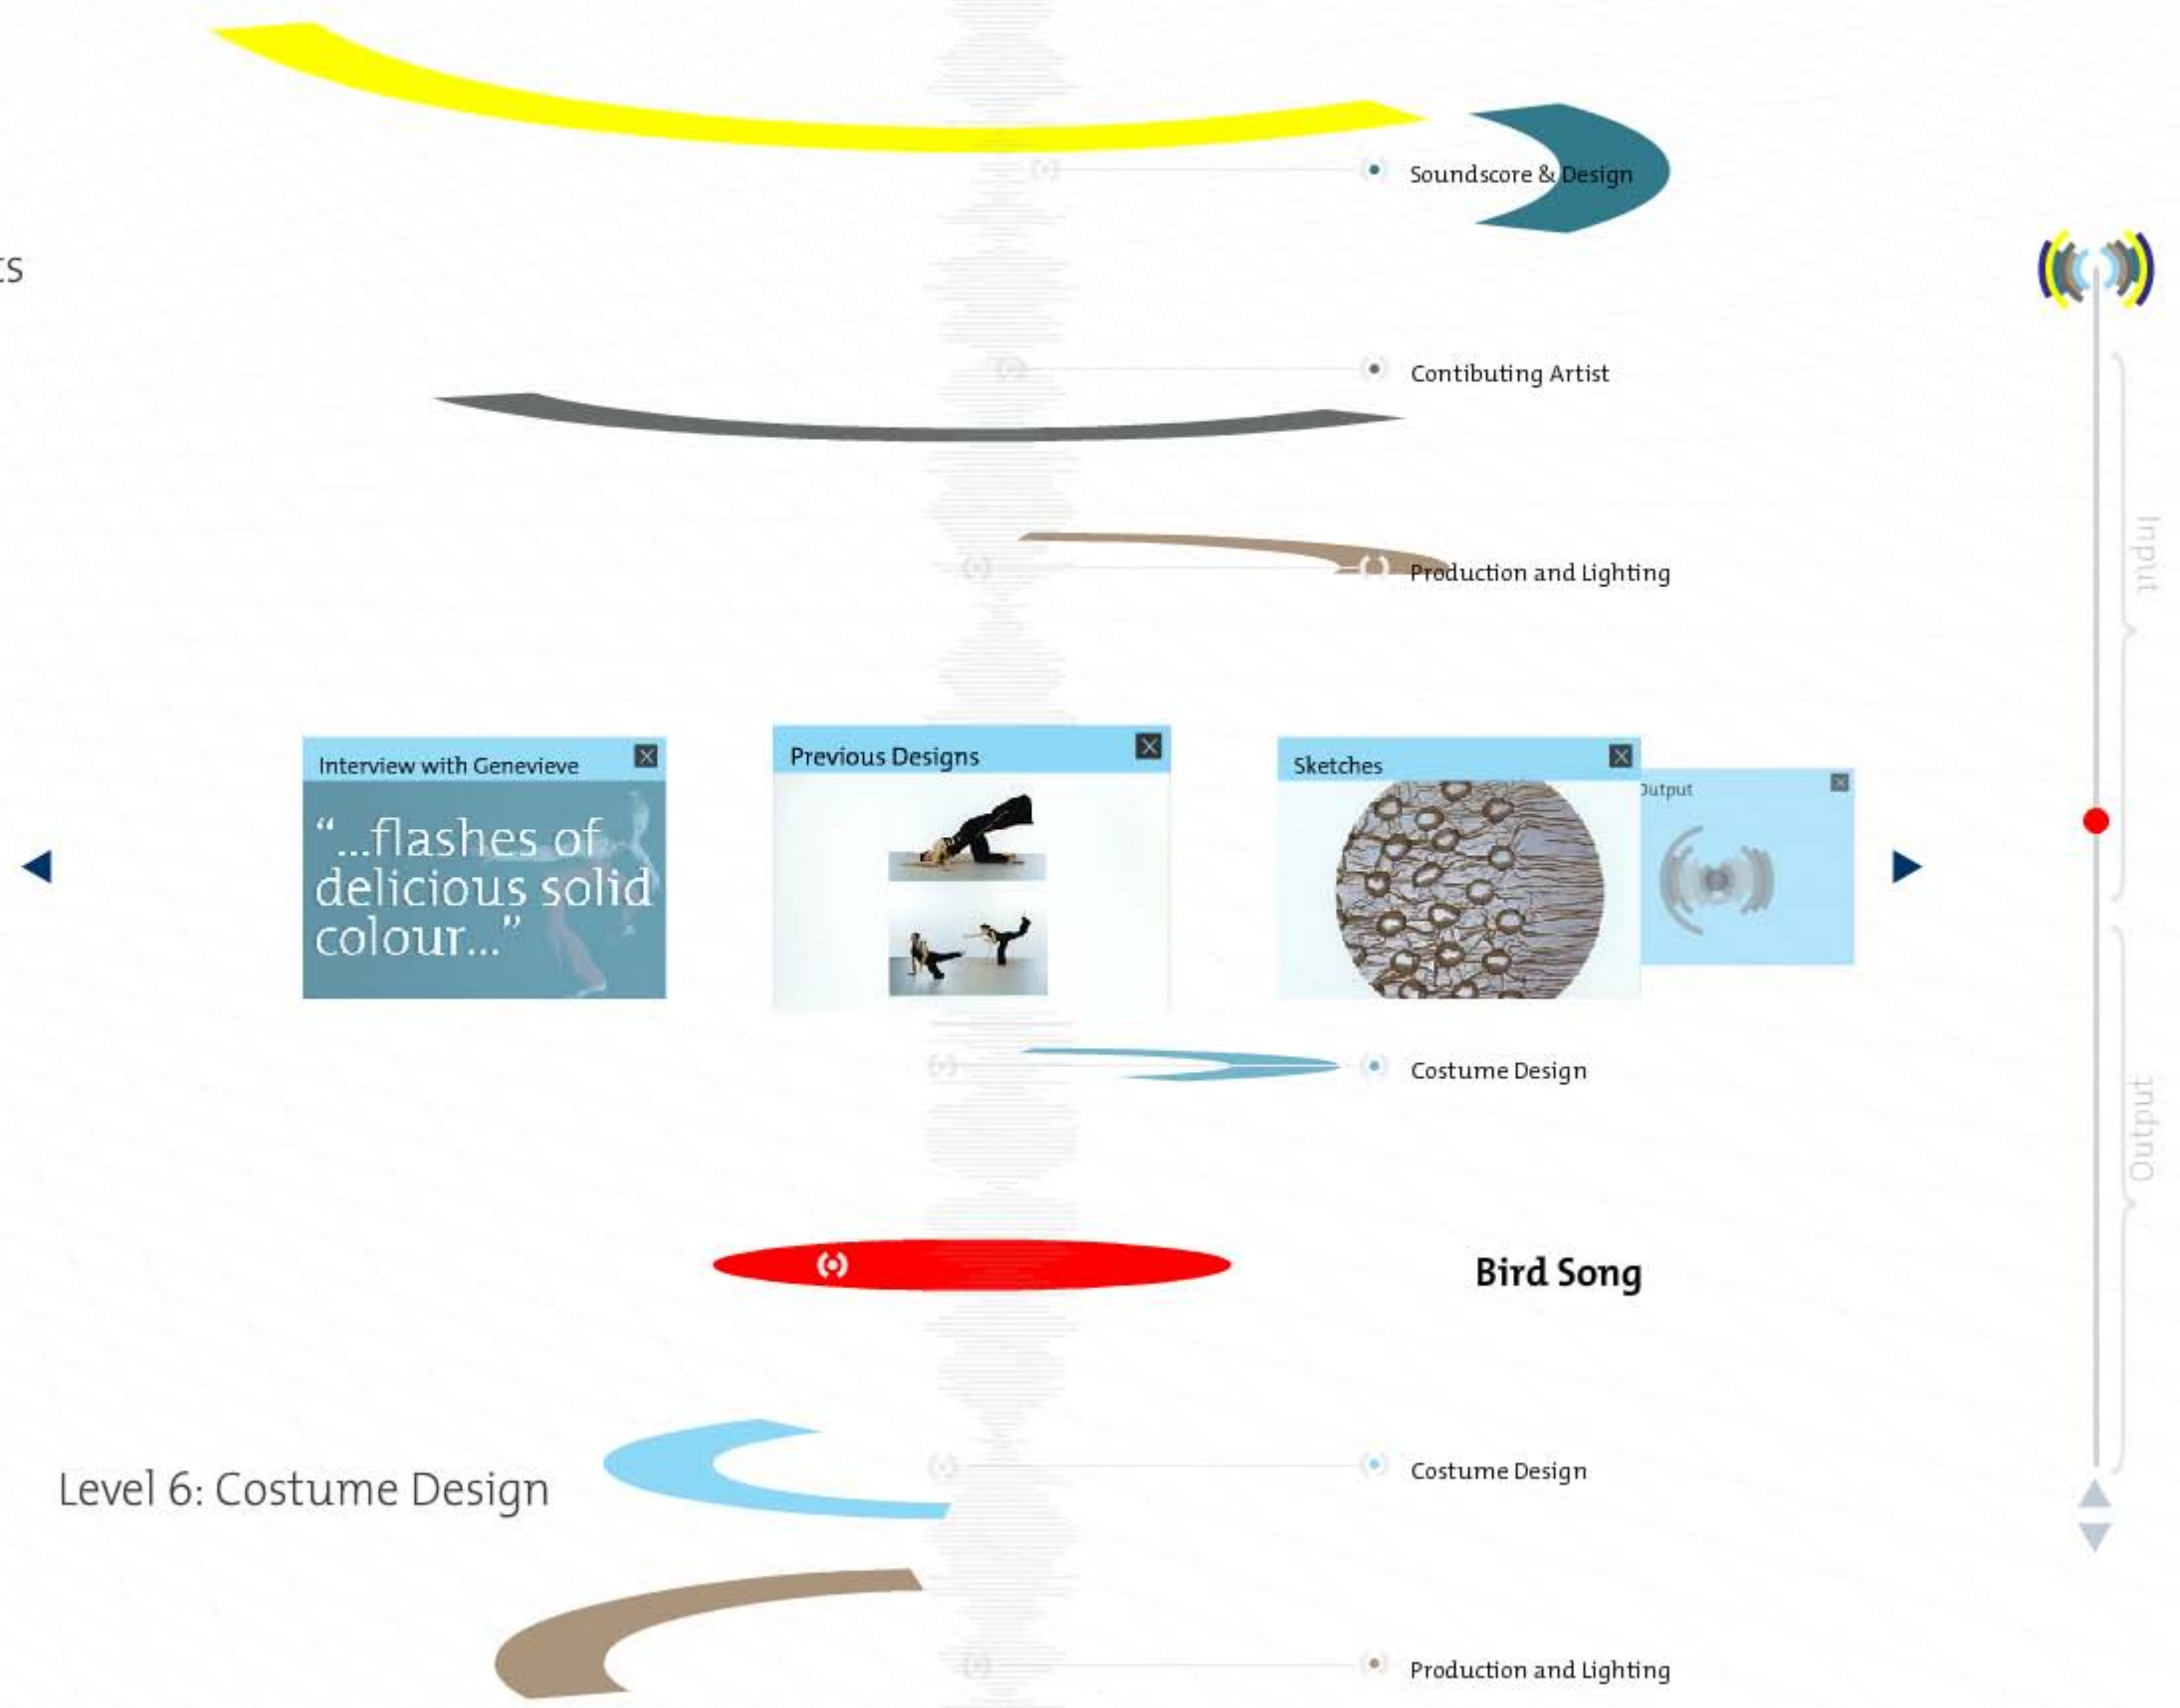 Soundscore & Design
Contibuting Artist
Production and Lighting
Input
Interview with Genevieve
“...flashes of
delicious solid
colour...”
Previous Designs
Sketches
Output
Costume Design
Output
Bird Song
Level 6: Costume Design
Costume Design
Production and Lighting